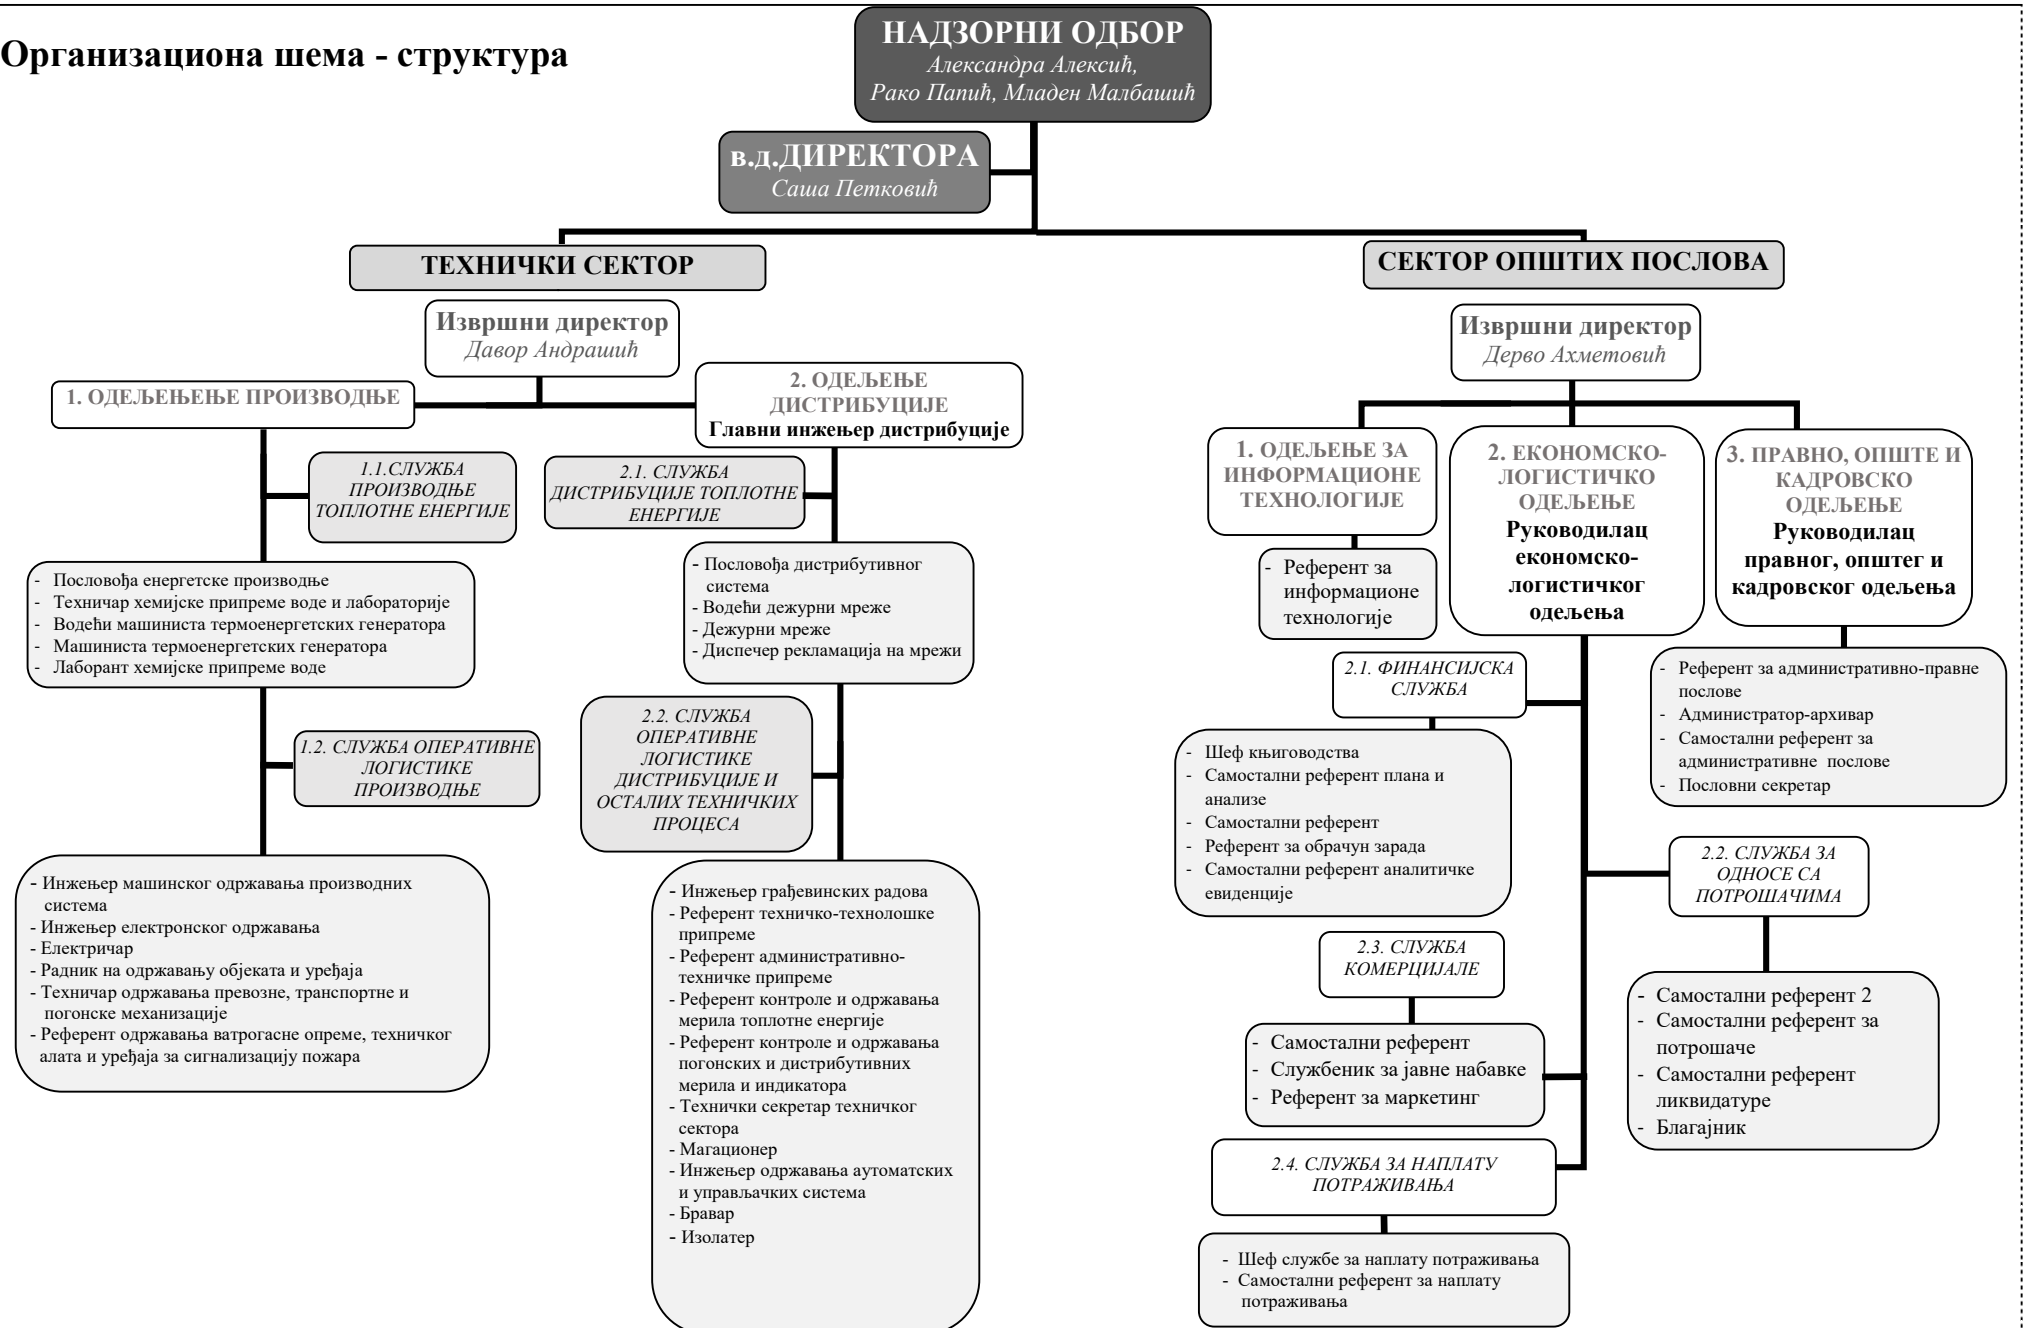 Организациона шема - структура
НАДЗОРНИ ОДБОР
Александра Алексић,
Рако Папић, Младен Малбашић
в.д.ДИРЕКТОРА
Саша Петковић
ТЕХНИЧКИ СЕКТОР
Извршни директор
Давор Андрашић
1. ОДЕЉЕЊЕЊЕ ПРОИЗВОДЊЕ
1.1.СЛУЖБА
ПРОИЗВОДЊЕ
ТОПЛОТНЕ ЕНЕРГИЈЕ
- Пословођа енергетске производње
- Техничар хемијске припреме воде и лабораторије
- Водећи машиниста термоенергетских генератора
- Машиниста термоенергетских генератора
- Лаборант хемијске припреме воде
1.2. СЛУЖБА ОПЕРАТИВНЕ
ЛОГИСТИКЕ
ПРОИЗВОДЊЕ
- Инжењер машинског одржавања производних
система
- Инжењер електронског одржавања
- Електричар
- Радник на одржавању објеката и уређаја
- Техничар одржавања превозне, транспортне и
погонске механизације
- Референт одржавања ватрогасне опреме, техничког
алата и уређаја за сигнализацију пожара
2. ОДЕЉЕЊЕ
ДИСТРИБУЦИЈЕ
Главни инжењер дистрибуције
2.1. СЛУЖБА
ДИСТРИБУЦИЈЕ ТОПЛОТНЕ
ЕНЕРГИЈЕ
- Пословођа дистрибутивног
система
- Водећи дежурни мреже
- Дежурни мреже
- Диспечер рекламација на мрежи
2.2. СЛУЖБА
ОПЕРАТИВНЕ
ЛОГИСТИКЕ
ДИСТРИБУЦИЈЕ И
ОСТАЛИХ ТЕХНИЧКИХ
ПРОЦЕСА
- Инжењер грађевинских радова
- Референт техничко-технолошке
припреме
- Референт административно-
техничке припреме
- Референт контроле и одржавања
мерила топлотне енергије
- Референт контроле и одржавања
погонских и дистрибутивних
мерила и индикатора
- Технички секретар техничког
сектора
- Магационер
- Инжењер одржавања аутоматских
и управљачких система
- Бравар
- Изолатер
СЕКТОР ОПШТИХ ПОСЛОВА
Извршни директор
Дерво Ахметовић
1. ОДЕЉЕЊЕ ЗА
ИНФОРМАЦИОНЕ
ТЕХНОЛОГИЈЕ
- Референт за
информационе
технологије
2. ЕКОНОМСКО-
ЛОГИСТИЧКО
ОДЕЉЕЊЕ
Руководилац
економско-
логистичког
одељења
2.1. ФИНАНСИЈСКА
СЛУЖБА
- Шеф књиговодства
- Самостални референт плана и
анализе
- Самостални референт
- Референт за обрачун зарада
- Самостални референт аналитичке
евиденције
2.2. СЛУЖБА ЗА
ОДНОСЕ СА
ПОТРОШАЧИМА
- Самостални референт 2
- Самостални референт за
потрошаче
- Самостални референт
ликвидатуре
- Благајник
2.3. СЛУЖБА
КОМЕРЦИЈАЛЕ
- Самостални референт
- Службеник за јавне набавке
- Референт за маркетинг
2.4. СЛУЖБА ЗА НАПЛАТУ
ПОТРАЖИВАЊА
- Шеф службе за наплату потраживања
- Самостални референт за наплату
потраживања
3. ПРАВНО, ОПШТЕ И
КАДРОВСКО
ОДЕЉЕЊЕ
Руководилац
правног, општег и
кадровског одељења
- Референт за административно-правне
послове
- Администратор-архивар
- Самостални референт за
административне послове
- Пословни секретар